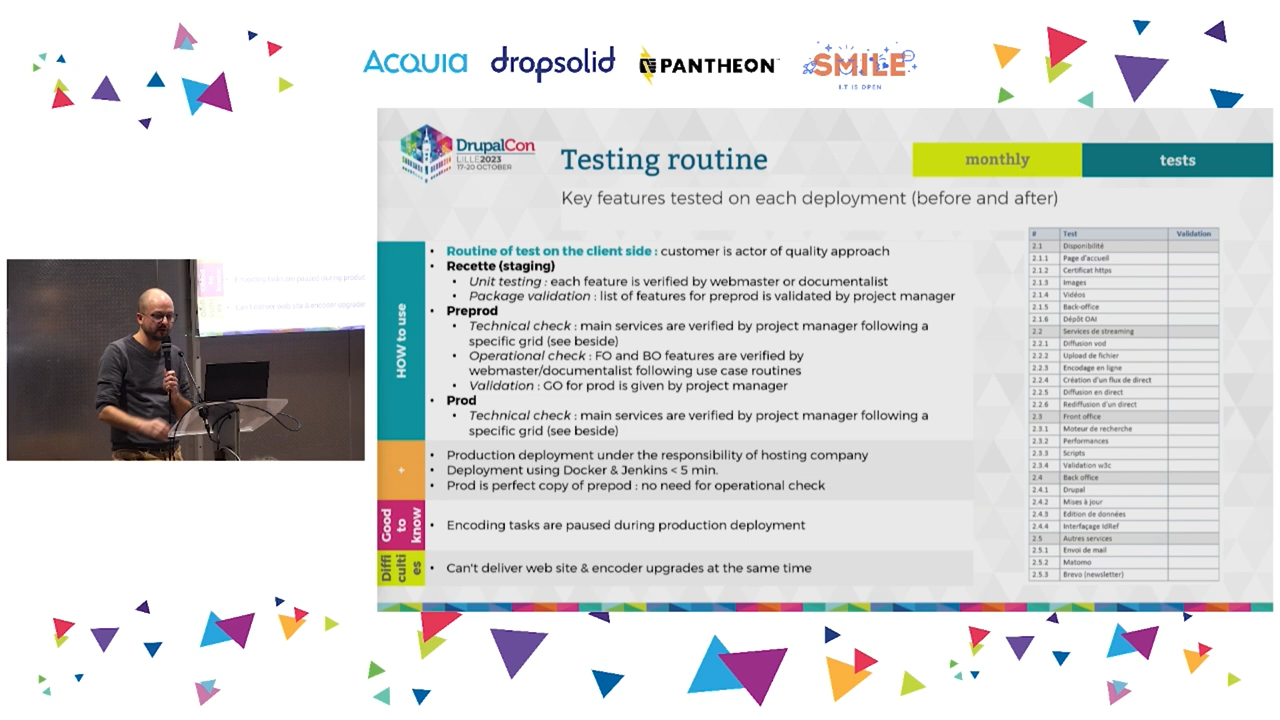 ACQUIA dropsolid PANTHEON SMILE
I.T IS OPEN
DrupalCon
LILLE 2023
17-20 OCTOBER
Testing routine
monthly tests
Key features tested on each deployment (before and after)
HOW to use
• Routine of test on the client side : customer is actor of quality approach
• Recette (staging)
• Unit testing : each feature is verified by webmaster or documentalist
• Package validation : list of features for preprod is validated by project manager
• Preprod
• Technical check : main services are verified by project manager following a
specific grid (see beside)
• Operational check : FO and BO features are verified by
webmaster/documentalist following use case routines
• Validation : GO for prod is given by project manager
• Prod
• Technical check : main services are verified by project manager following a
specific grid (see beside)
+
• Production deployment under the responsibility of hosting company
• Deployment using Docker & Jenkins < 5 min.
• Prod is perfect copy of prepod : no need for operational check
Good
to
know
• Encoding tasks are paused during production deployment
Diffi
culti
es
• Can't deliver web site & encoder upgrades at the same time
# Test Validation
2.1 Disponibilité
2.1.1 Page d'accueil
2.1.2 Certificat https
2.1.3 Images
2.1.4 Vidéos
2.1.5 Back-office
2.1.6 Dépôt OAI
2.2 Services de streaming
2.2.1 Diffusion vod
2.2.2 Upload de fichier
2.2.3 Encodage en ligne
2.2.4 Création d'un flux de direct
2.2.5 Diffusion en direct
2.2.6 Rediffusion d'un direct
2.3 Front office
2.3.1 Moteur de recherche
2.3.2 Performances
2.3.3 Scripts
2.3.4 Validation w3c
2.4 Back office
2.4.1 Drupal
2.4.2 Mises à jour
2.4.3 Edition de données
2.4.4 Interfaçage IdRef
2.5 Autres services
2.5.1 Envoi de mail
2.5.2 Matomo
2.5.3 Brevo (newsletter)